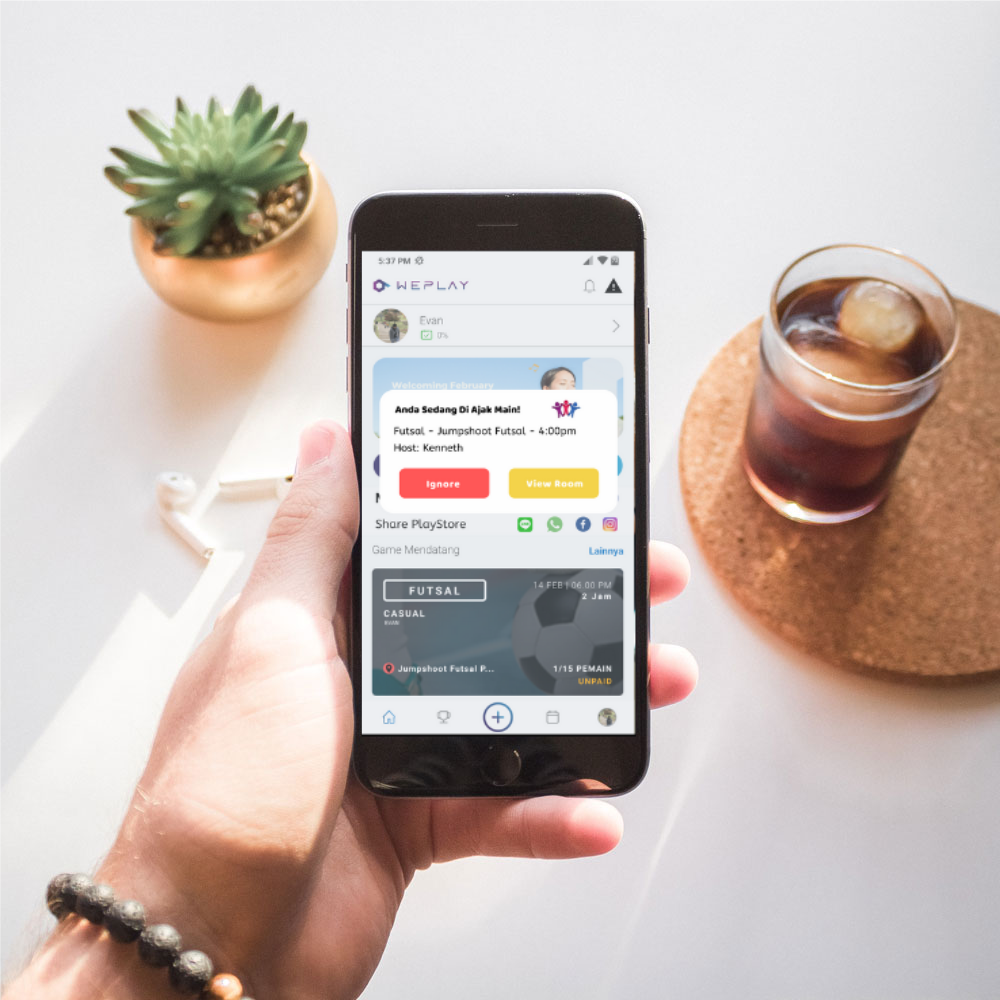 5:37 PM
WEPLAY
Evan
0%
Welcoming February
Anda Sedang Di Ajak Main!
Futsal - Jumpshoot Futsal - 4:00pm
Host: Kenneth
Ignore
View Room
Share PlayStore
Game Mendatang
Lainnya
FUTSAL
14 FEB | 06:00 PM
2 Jam
CASUAL
Jumpshoot Futsal P...
1/15 PEMAIN
UNPAID